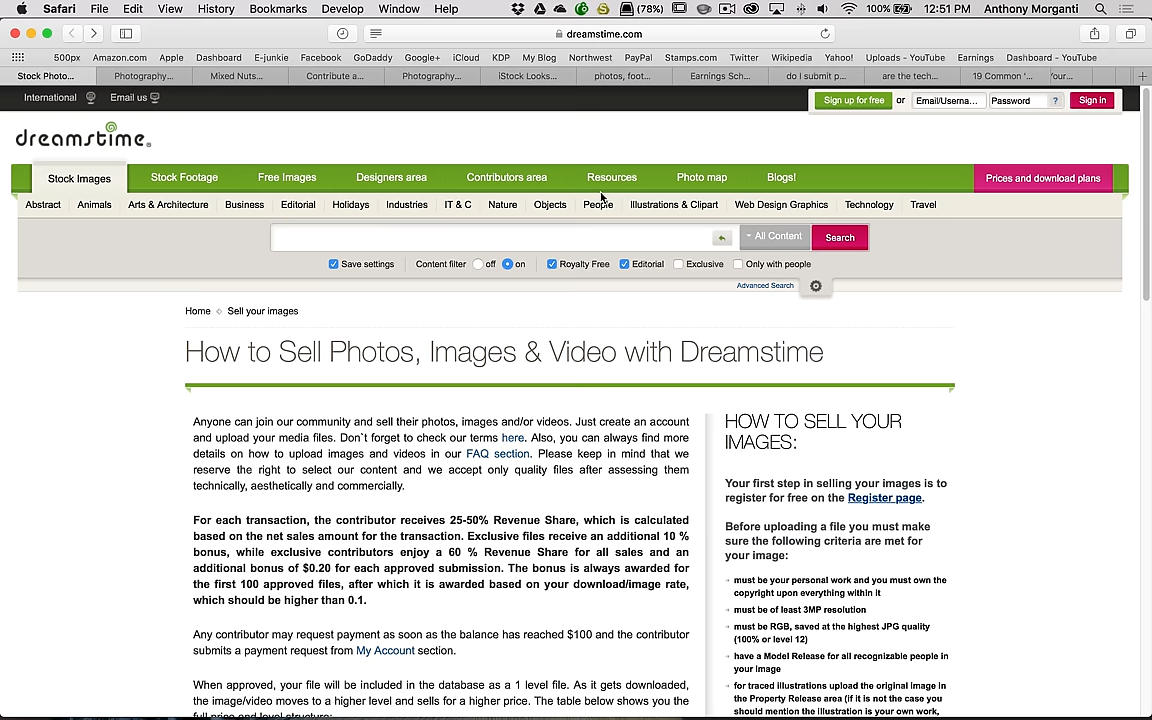 Safari File Edit View History Bookmarks Develop Window Help (78%) 100% 12:51 PM Anthony Morganti
dreamstime.com
500px Amazon.com Apple Dashboard E-junkie Facebook GoDaddy Google+ iCloud KDP My Blog Northwest PayPal Stamps.com Twitter Wikipedia Yahoo! Uploads - YouTube Earnings Dashboard - YouTube
Stock Photo... Photography... Mixed Nuts... Contribute a... Photography... iStock Looks... photos, foot... Earnings Sch... do I submit p... are the tech... 19 Common '... Your...
International Email us Sign up for free or Email/Userna... Password ? Sign in
dreamstime.
Stock Images Stock Footage Free Images Designers area Contributors area Resources Photo map Blogs! Prices and download plans
Abstract Animals Arts & Architecture Business Editorial Holidays Industries IT & C Nature Objects People Illustrations & Clipart Web Design Graphics Technology Travel
All Content Search
Save settings Content filter off on Royalty Free Editorial Exclusive Only with people
Advanced Search
Home Sell your images
How to Sell Photos, Images & Video with Dreamstime
Anyone can join our community and sell their photos, images and/or videos. Just create an account
and upload your media files. Don`t forget to check our terms here. Also, you can always find more
details on how to upload images and videos in our FAQ section. Please keep in mind that we
reserve the right to select our content and we accept only quality files after assessing them
technically, aesthetically and commercially.
For each transaction, the contributor receives 25-50% Revenue Share, which is calculated
based on the net sales amount for the transaction. Exclusive files receive an additional 10 %
bonus, while exclusive contributors enjoy a 60 % Revenue Share for all sales and an
additional bonus of $0.20 for each approved submission. The bonus is always awarded for
the first 100 approved files, after which it is awarded based on your download/image rate,
which should be higher than 0.1.
Any contributor may request payment as soon as the balance has reached $100 and the contributor
submits a payment request from My Account section.
When approved, your file will be included in the database as a 1 level file. As it gets downloaded,
the image/video moves to a higher level and sells for a higher price. The table below shows you the
full price and level structure:
HOW TO SELL YOUR
IMAGES:
Your first step in selling your images is to
register for free on the Register page.
Before uploading a file you must make
sure the following criteria are met for
your image:
must be your personal work and you must own the
copyright upon everything within it
must be of least 3MP resolution
must be RGB, saved at the highest JPG quality
(100% or level 12)
have a Model Release for all recognizable people in
your image
for traced illustrations upload the original image in
the Property Release area (if it is not the case you
should mention the illustration is your own work,